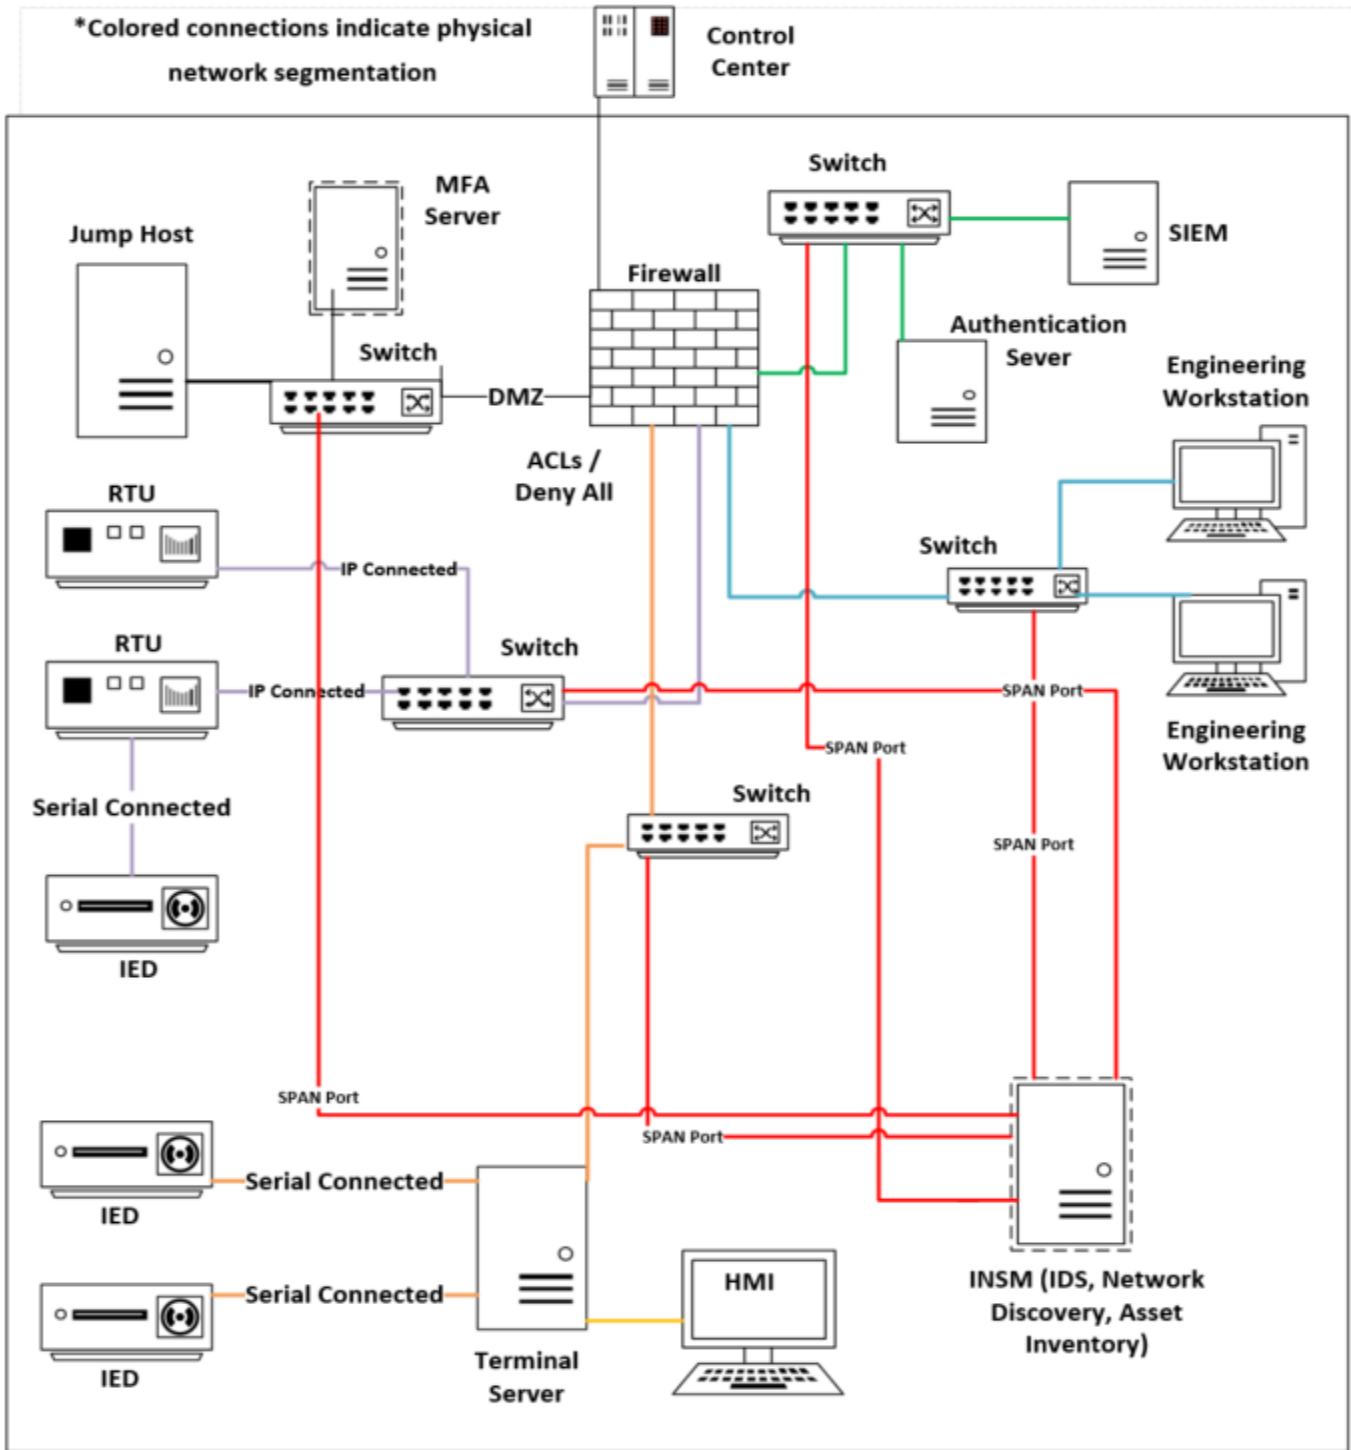 *Colored connections indicate physical
network segmentation
Control
Center
Switch
MFA
Server
Jump Host
SIEM
Firewall
Authentication
Sever
Switch
Engineering
Workstation
DMZ
ACLs /
Deny All
RTU
IP Connected
Switch
RTU
Switch
IP Connected
SPAN Port
Engineering
Workstation
SPAN Port
Serial Connected
Switch
SPAN Port
IED
SPAN Port
SPAN Port
Serial Connected
IED
HMI
INSM (IDS, Network
Discovery, Asset
Inventory)
Serial Connected
Terminal
Server
IED